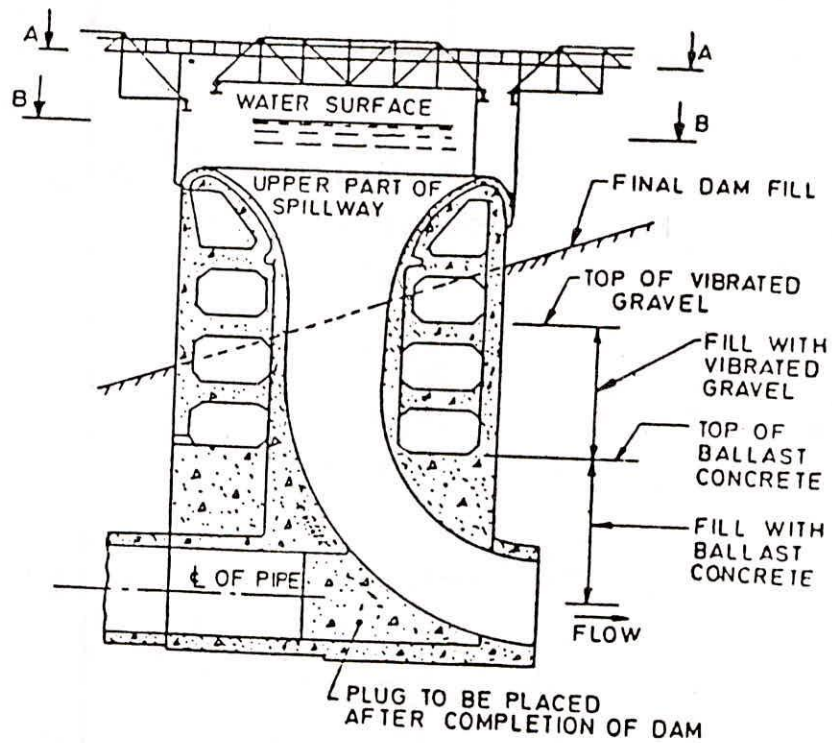 A
A
B
B
WATER SURFACE
UPPER PART OF
SPILLWAY
FINAL DAM FILL
TOP OF VIBRATED
GRAVEL
FILL WITH
VIBRATED
GRAVEL
TOP OF
BALLAST
CONCRETE
FILL WITH
BALLAST
CONCRETE
℄ OF PIPE
FLOW
PLUG TO BE PLACED
AFTER COMPLETION OF DAM